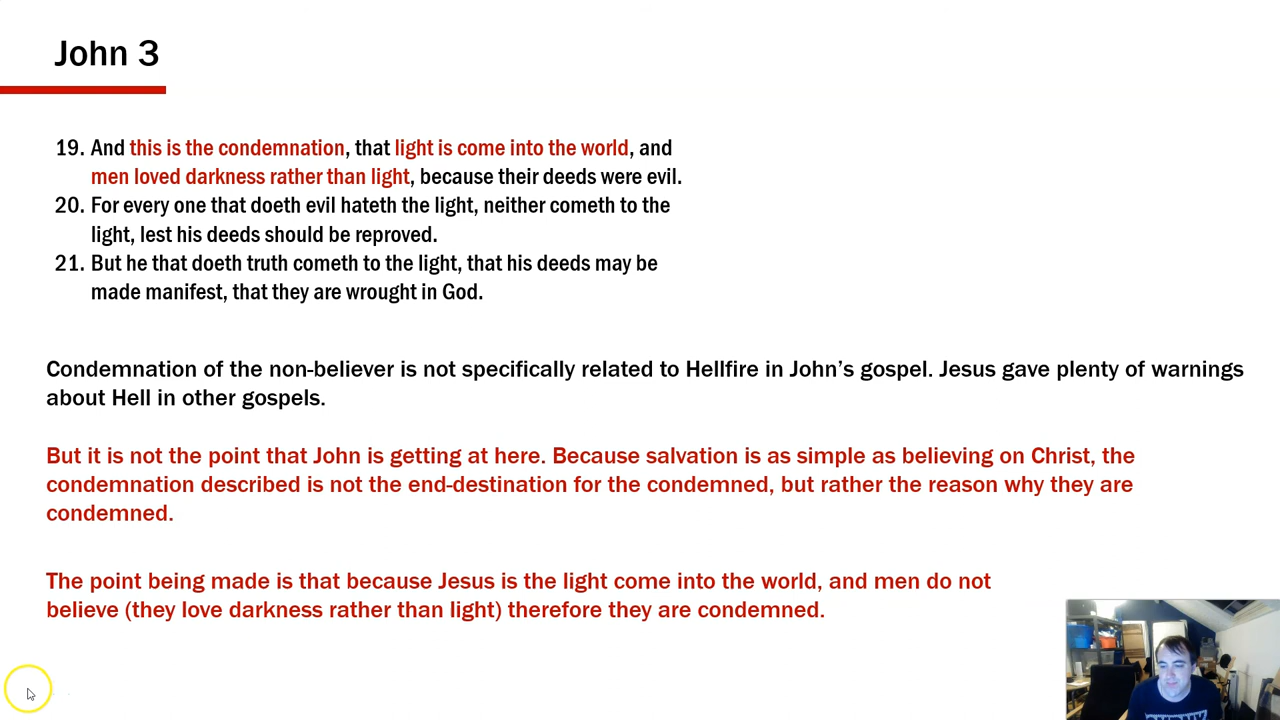 John 3
19. And this is the condemnation, that light is come into the world, and
men loved darkness rather than light, because their deeds were evil.
20. For every one that doeth evil hateth the light, neither cometh to the
light, lest his deeds should be reproved.
21. But he that doeth truth cometh to the light, that his deeds may be
made manifest, that they are wrought in God.
Condemnation of the non-believer is not specifically related to Hellfire in John’s gospel. Jesus gave plenty of warnings
about Hell in other gospels.
But it is not the point that John is getting at here. Because salvation is as simple as believing on Christ, the
condemnation described is not the end-destination for the condemned, but rather the reason why they are
condemned.
The point being made is that because Jesus is the light come into the world, and men do not
believe (they love darkness rather than light) therefore they are condemned.